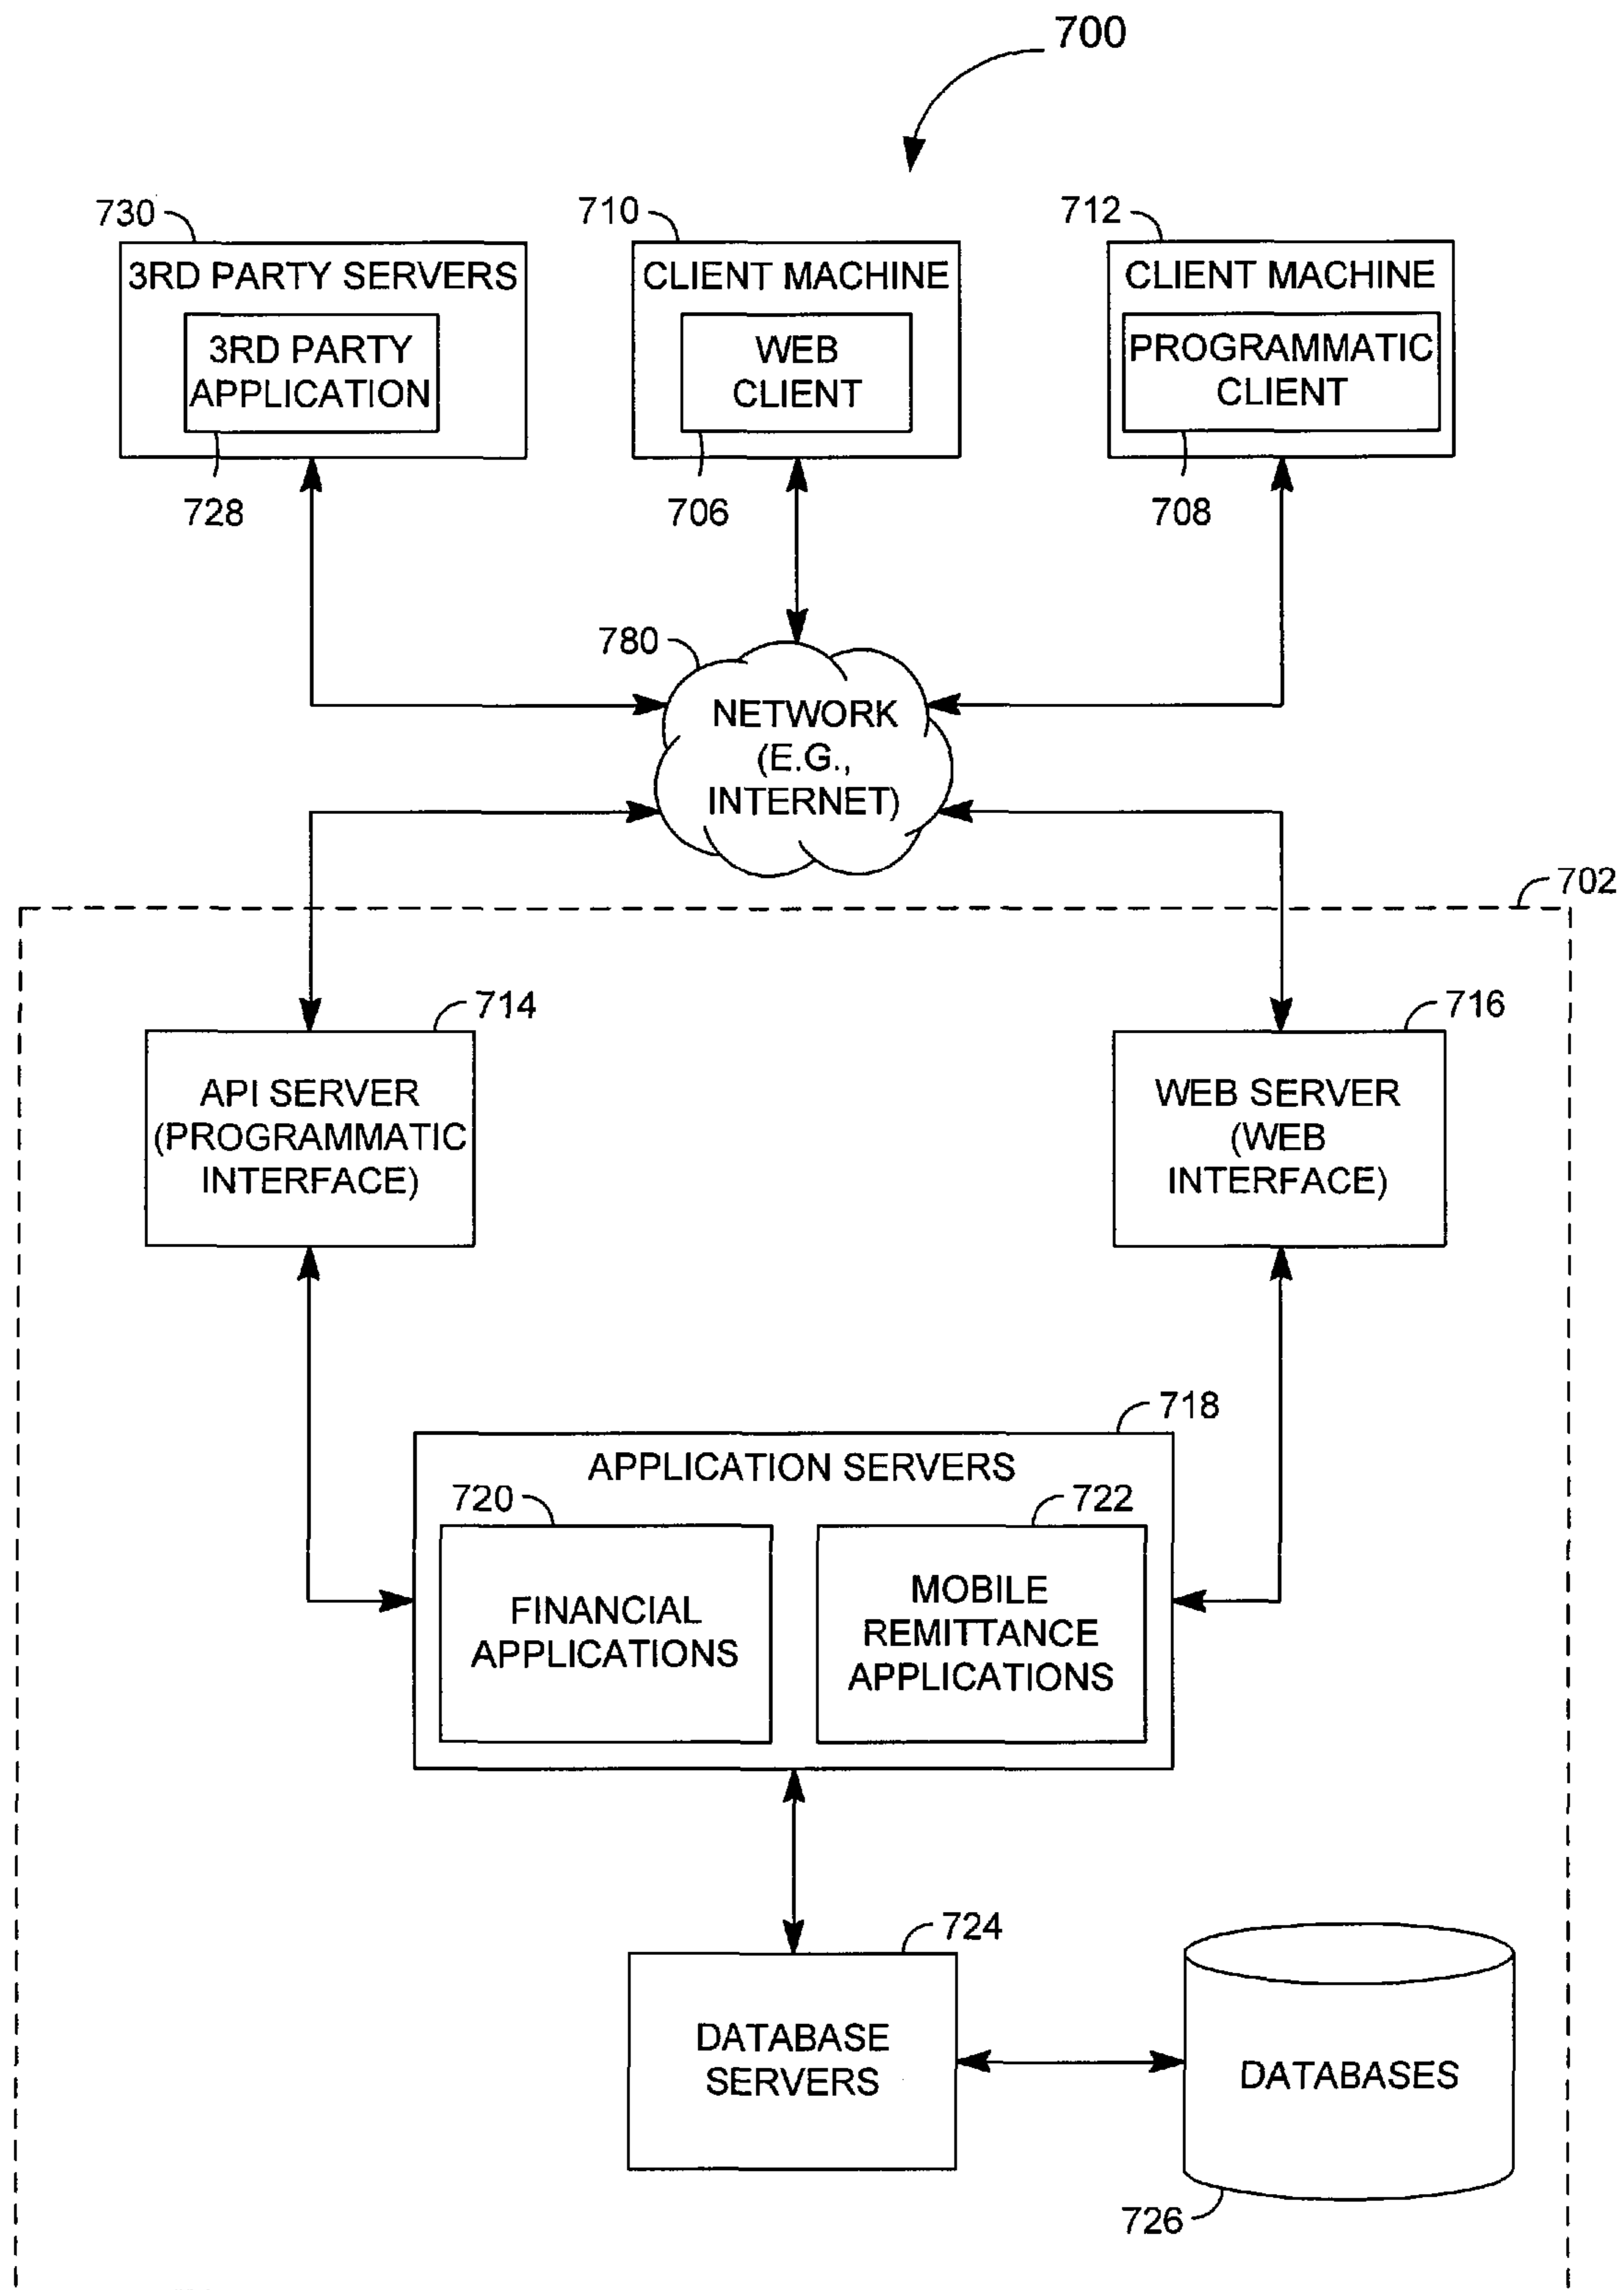 700
730
710
712
3RD PARTY SERVERS
3RD PARTY
APPLICATION
728
CLIENT MACHINE
WEB
CLIENT
706
CLIENT MACHINE
PROGRAMMATIC
CLIENT
708
780
NETWORK
(E.G.,
INTERNET)
702
714
API SERVER
(PROGRAMMATIC
INTERFACE)
716
WEB SERVER
(WEB
INTERFACE)
718
APPLICATION SERVERS
720
FINANCIAL
APPLICATIONS
722
MOBILE
REMITTANCE
APPLICATIONS
724
DATABASE
SERVERS
DATABASES
726